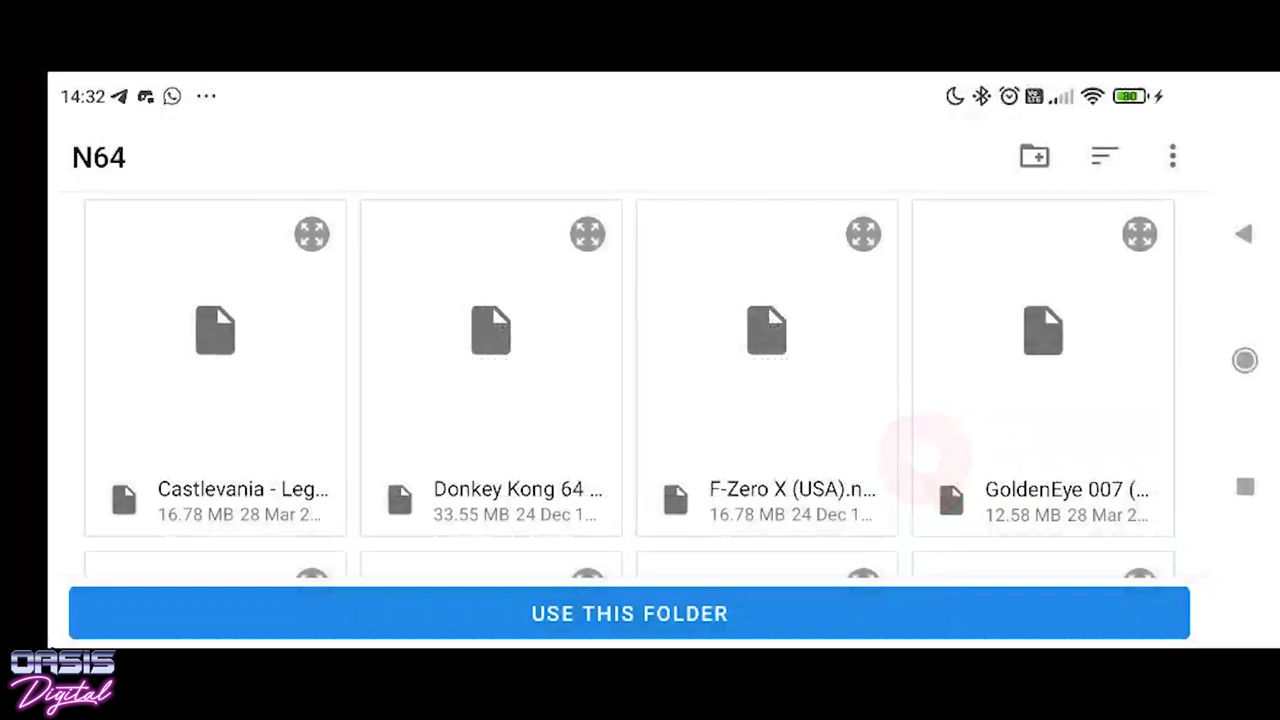 14:32
80
N64
Castlevania - Leg...
16.78 MB 28 Mar 2...
Donkey Kong 64 ...
33.55 MB 24 Dec 1...
F-Zero X (USA).n...
16.78 MB 24 Dec 1...
GoldenEye 007 (...
12.58 MB 28 Mar 2...
USE THIS FOLDER
OASIS
Digital